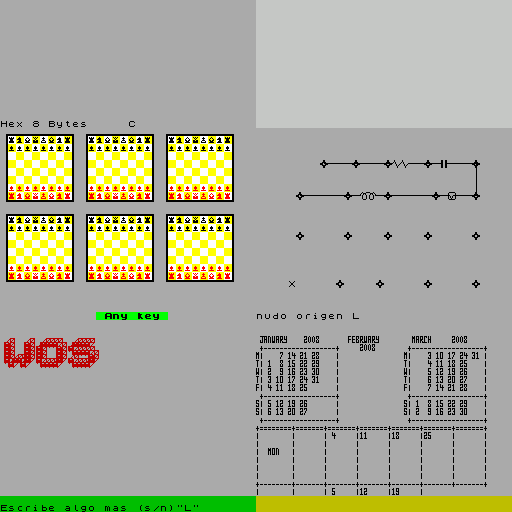 Hex 8 Bytes C
Any Key
nudo origen L
WOS
JANUARY 2008 FEBRUARY 2008 MARCH 2008
M| 7 14 21 28 | M| 3 10 17 24 31
T| 1 8 15 22 29 | T| 4 11 18 25
W| 2 9 16 23 30 | W| 5 12 19 26
T| 3 10 17 24 31 | T| 6 13 20 27
F| 4 11 18 25 | F| 7 14 21 28
S| 5 12 19 26 | S| 1 8 15 22 29
S| 6 13 20 27 | S| 2 9 16 23 30
4 11 18 25
MON
5 12 19
Escribe algo mas (s/n)"L"